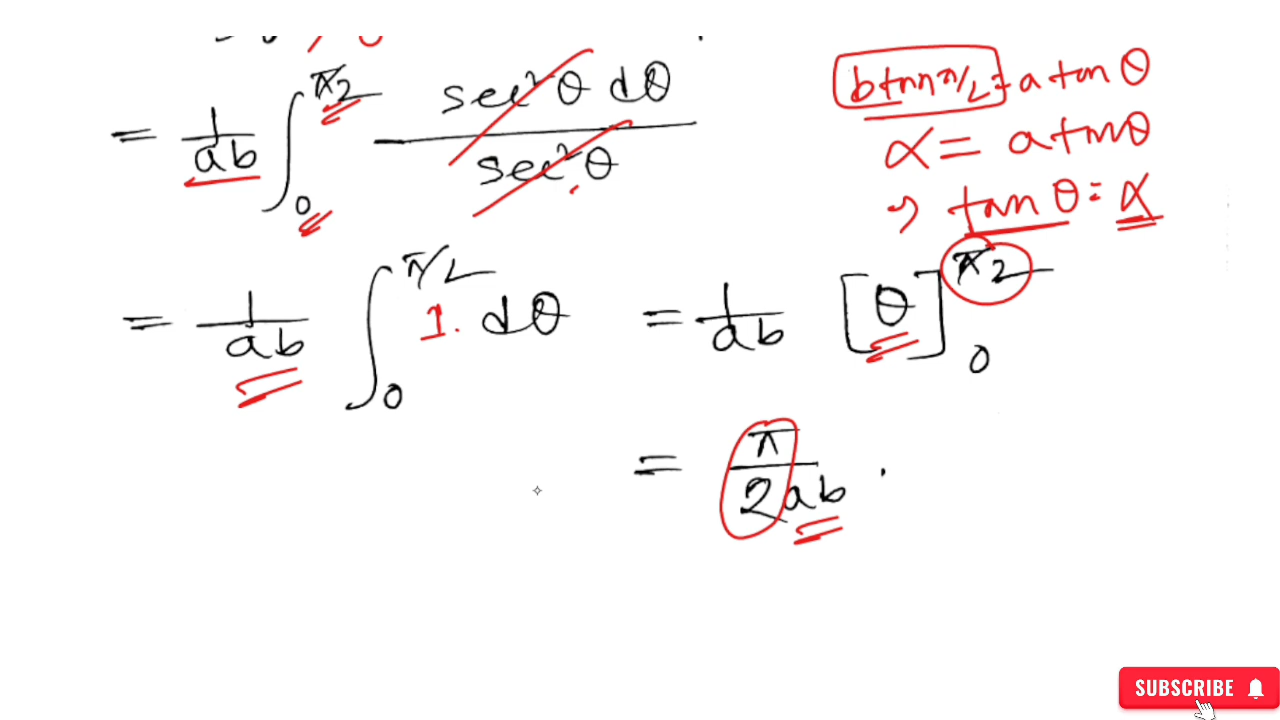 = 1/ab ∫₀^π/2 sec²θ dθ / sec²θ
b tan π/2 = a tan θ
α = a tan θ
⇒ tan θ = α
= 1/ab ∫₀^π/2 1. dθ = 1/ab [θ]₀^π/2
= π/2ab .
SUBSCRIBE